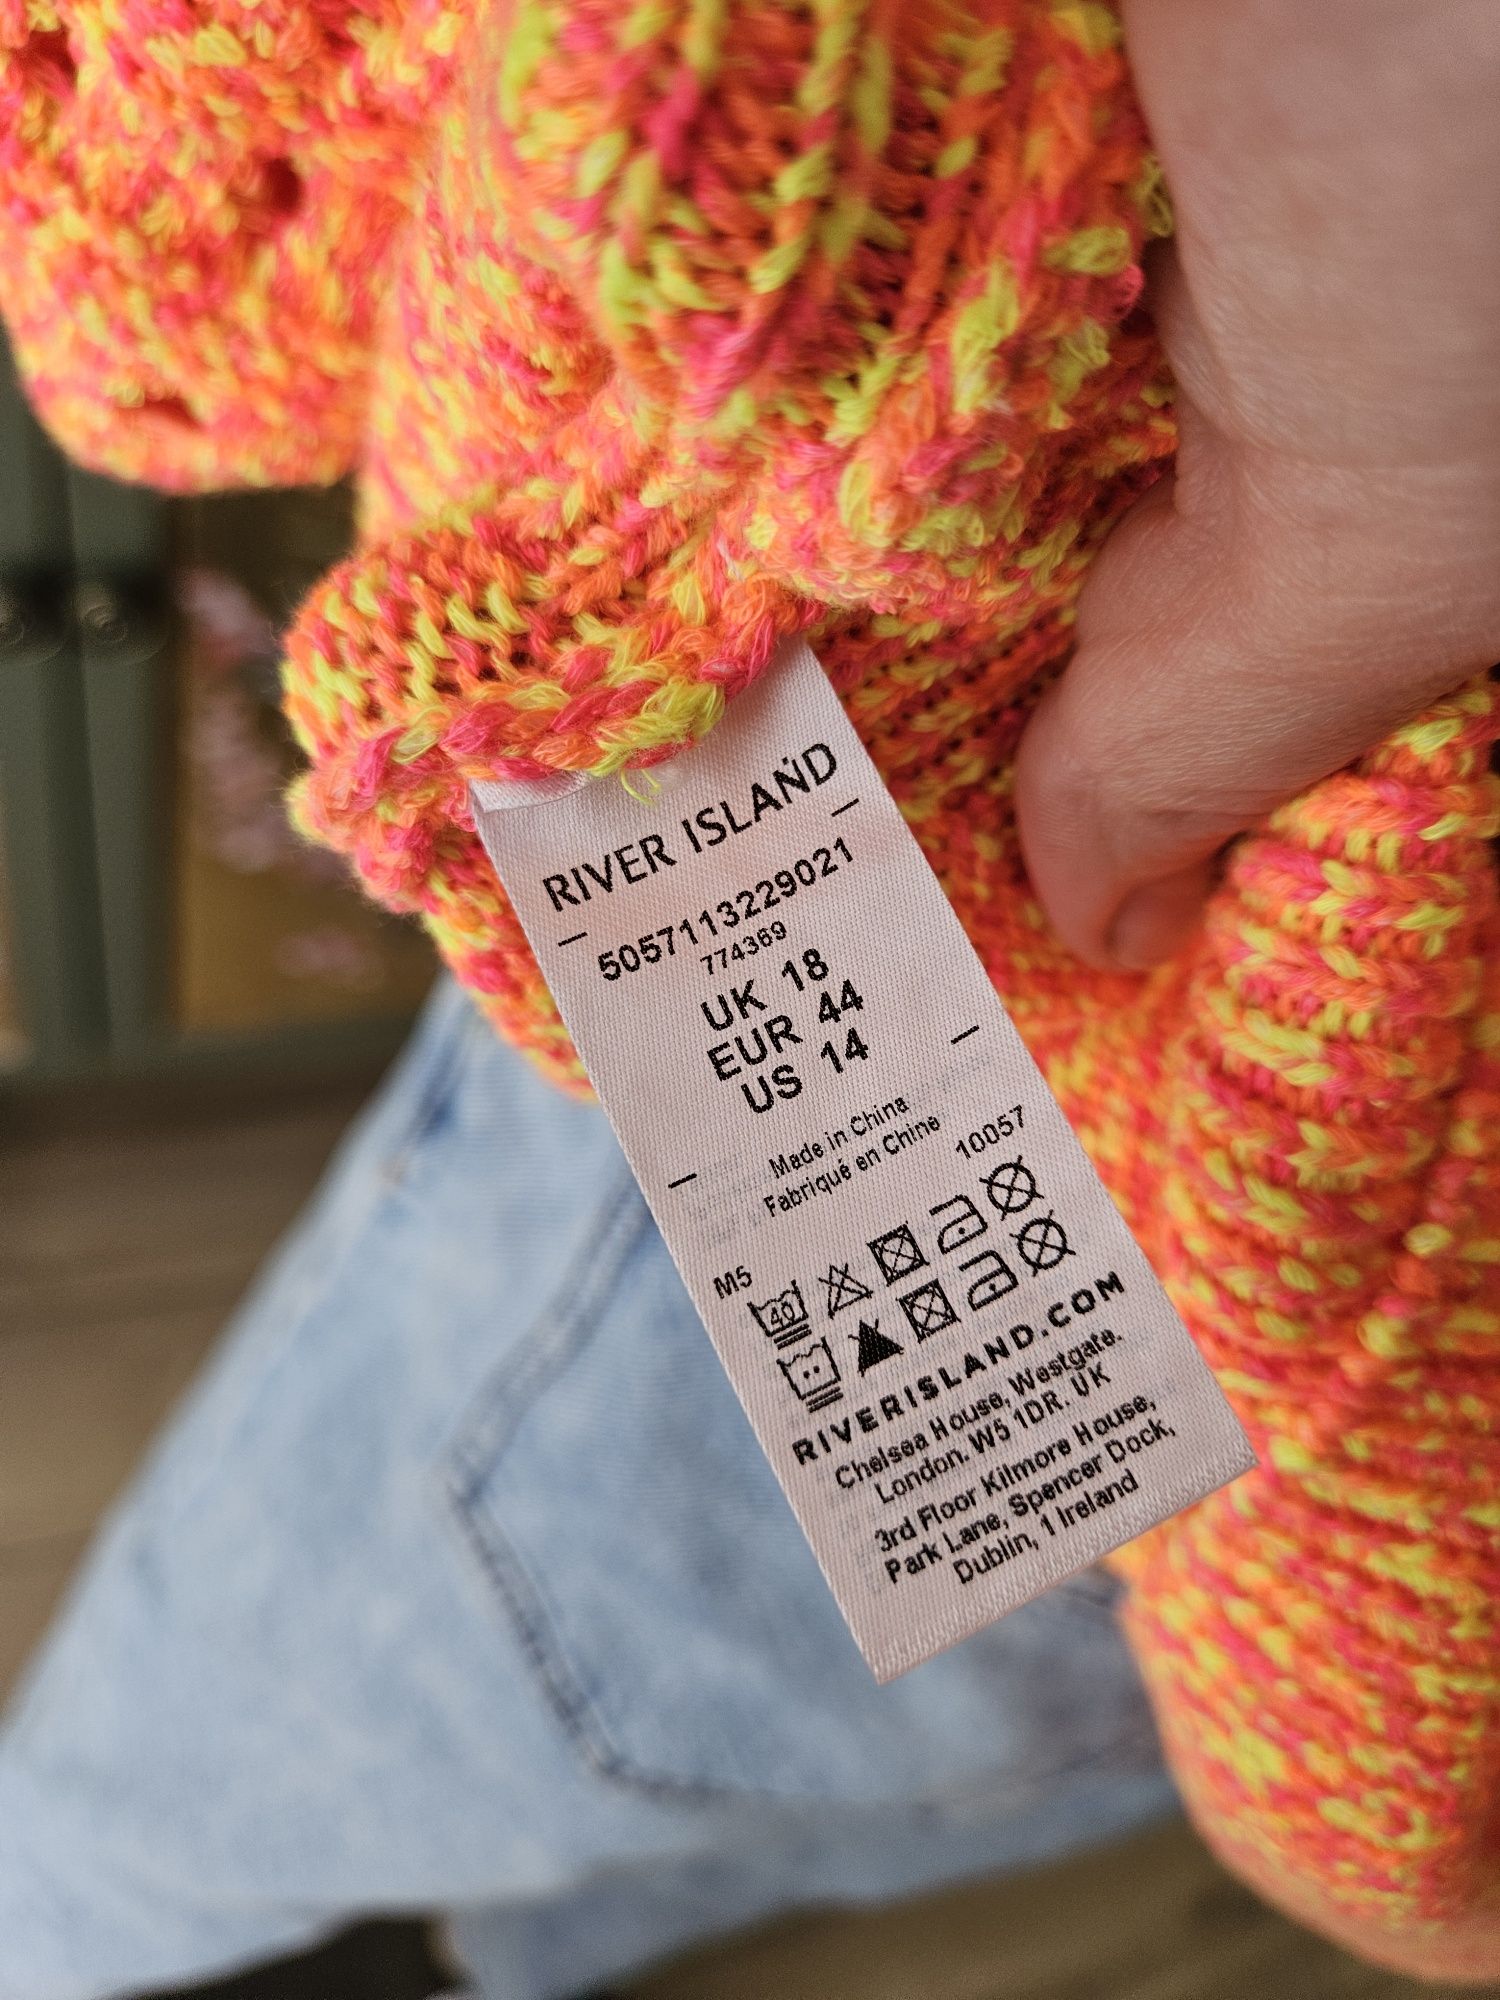 RIVER ISLAND
5057113229021
774369
UK 18
EUR 44
US 14
Made in China
Fabriqué en Chine
10057
M5
40
RIVERISLAND.COM
Chelsea House, Westgate.
London. W5 1DR. UK
3rd Floor Kilmore House,
Park Lane, Spencer Dock,
Dublin, 1 Ireland